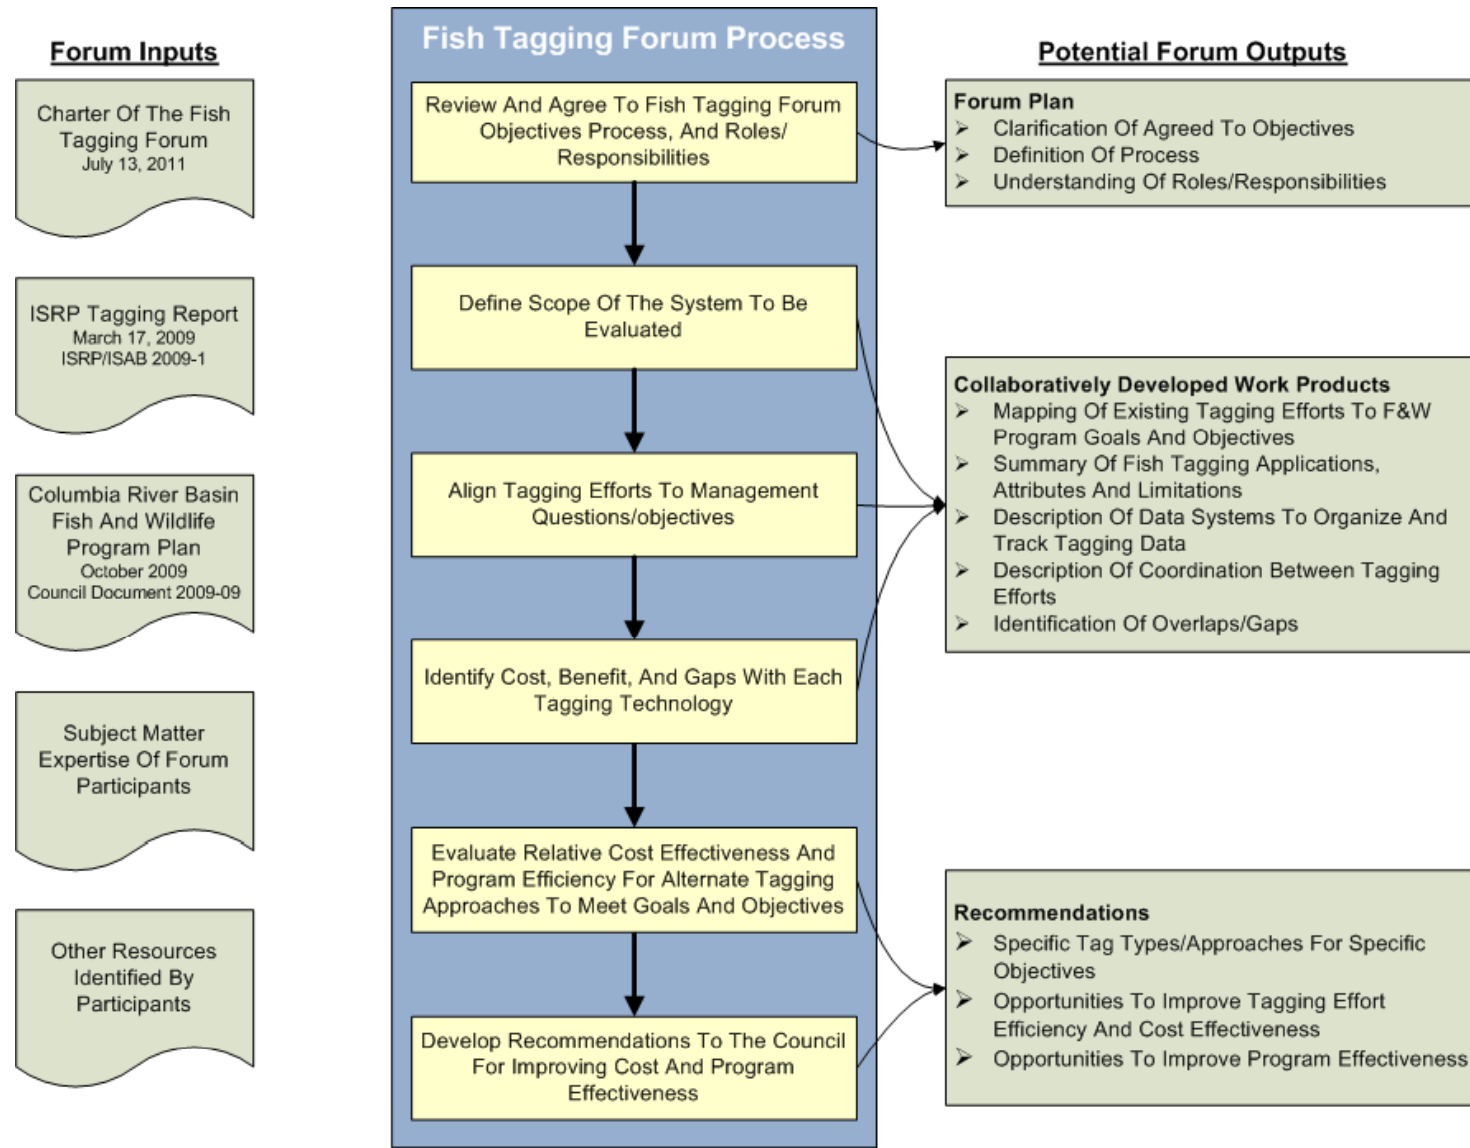 Forum Inputs
Charter Of The Fish
Tagging Forum
July 13, 2011
ISRP Tagging Report
March 17, 2009
ISRP/ISAB 2009-1
Columbia River Basin
Fish And Wildlife
Program Plan
October 2009
Council Document 2009-09
Subject Matter
Expertise Of Forum
Participants
Other Resources
Identified By
Participants
Fish Tagging Forum Process
Review And Agree To Fish Tagging Forum
Objectives Process, And Roles/
Responsibilities
Define Scope Of The System To Be
Evaluated
Align Tagging Efforts To Management
Questions/objectives
Identify Cost, Benefit, And Gaps With Each
Tagging Technology
Evaluate Relative Cost Effectiveness And
Program Efficiency For Alternate Tagging
Approaches To Meet Goals And Objectives
Develop Recommendations To The Council
For Improving Cost And Program
Effectiveness
Potential Forum Outputs
Forum Plan
➢ Clarification Of Agreed To Objectives
➢ Definition Of Process
➢ Understanding Of Roles/Responsibilities
Collaboratively Developed Work Products
➢ Mapping Of Existing Tagging Efforts To F&W
Program Goals And Objectives
➢ Summary Of Fish Tagging Applications,
Attributes And Limitations
➢ Description Of Data Systems To Organize And
Track Tagging Data
➢ Description Of Coordination Between Tagging
Efforts
➢ Identification Of Overlaps/Gaps
Recommendations
➢ Specific Tag Types/Approaches For Specific
Objectives
➢ Opportunities To Improve Tagging Effort
Efficiency And Cost Effectiveness
➢ Opportunities To Improve Program Effectiveness